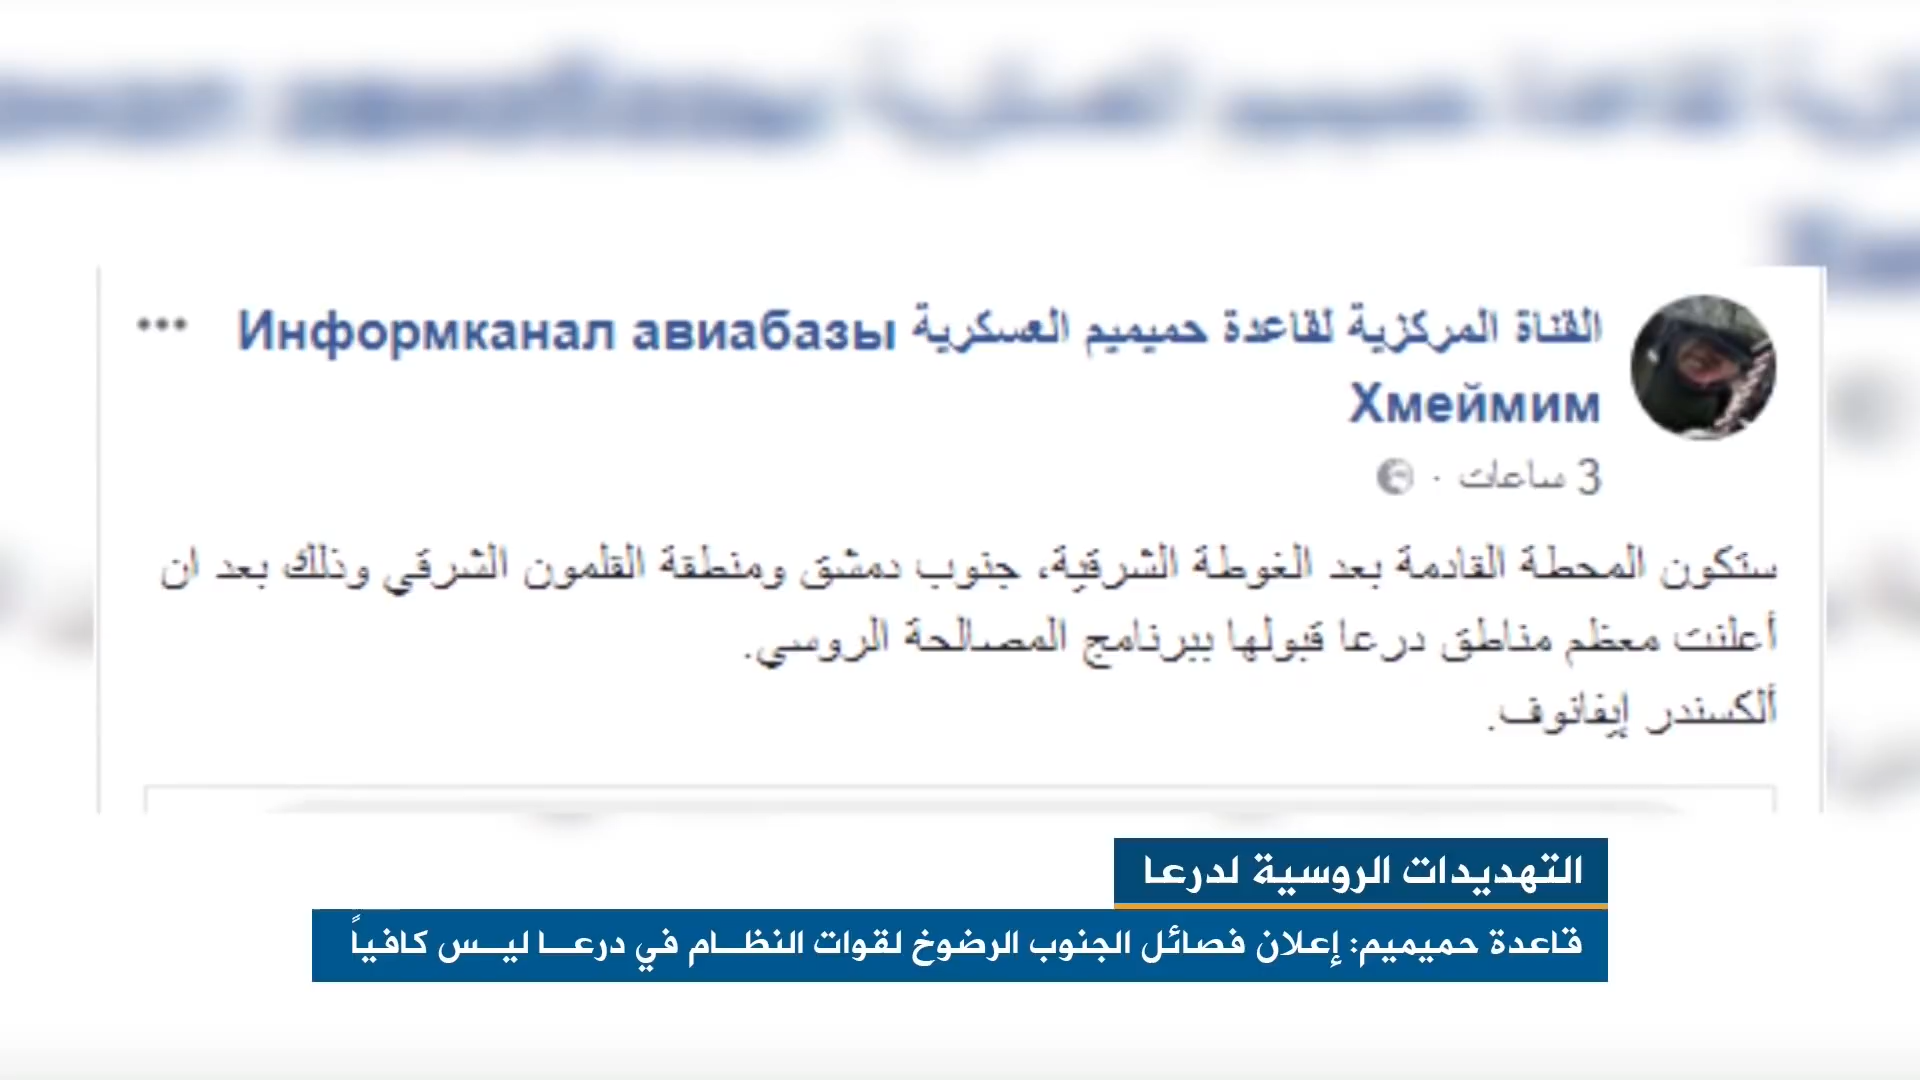 القناة المركزية لقاعدة حميميم العسكرية Информканал авиабазы
Хмеймим
3 ساعات ·
ستكون المحطة القادمة بعد الغوطة الشرقية، جنوب دمشق ومنطقة القلمون الشرقي وذلك بعد ان
أعلنت معظم مناطق درعا قبولها ببرنامج المصالحة الروسي.
ألكسندر إيفانوف.
التهديدات الروسية لدرعا
قاعدة حميميم: إعلان فصائل الجنوب الرضوخ لقوات النظــام في درعــا ليــس كافيــاً